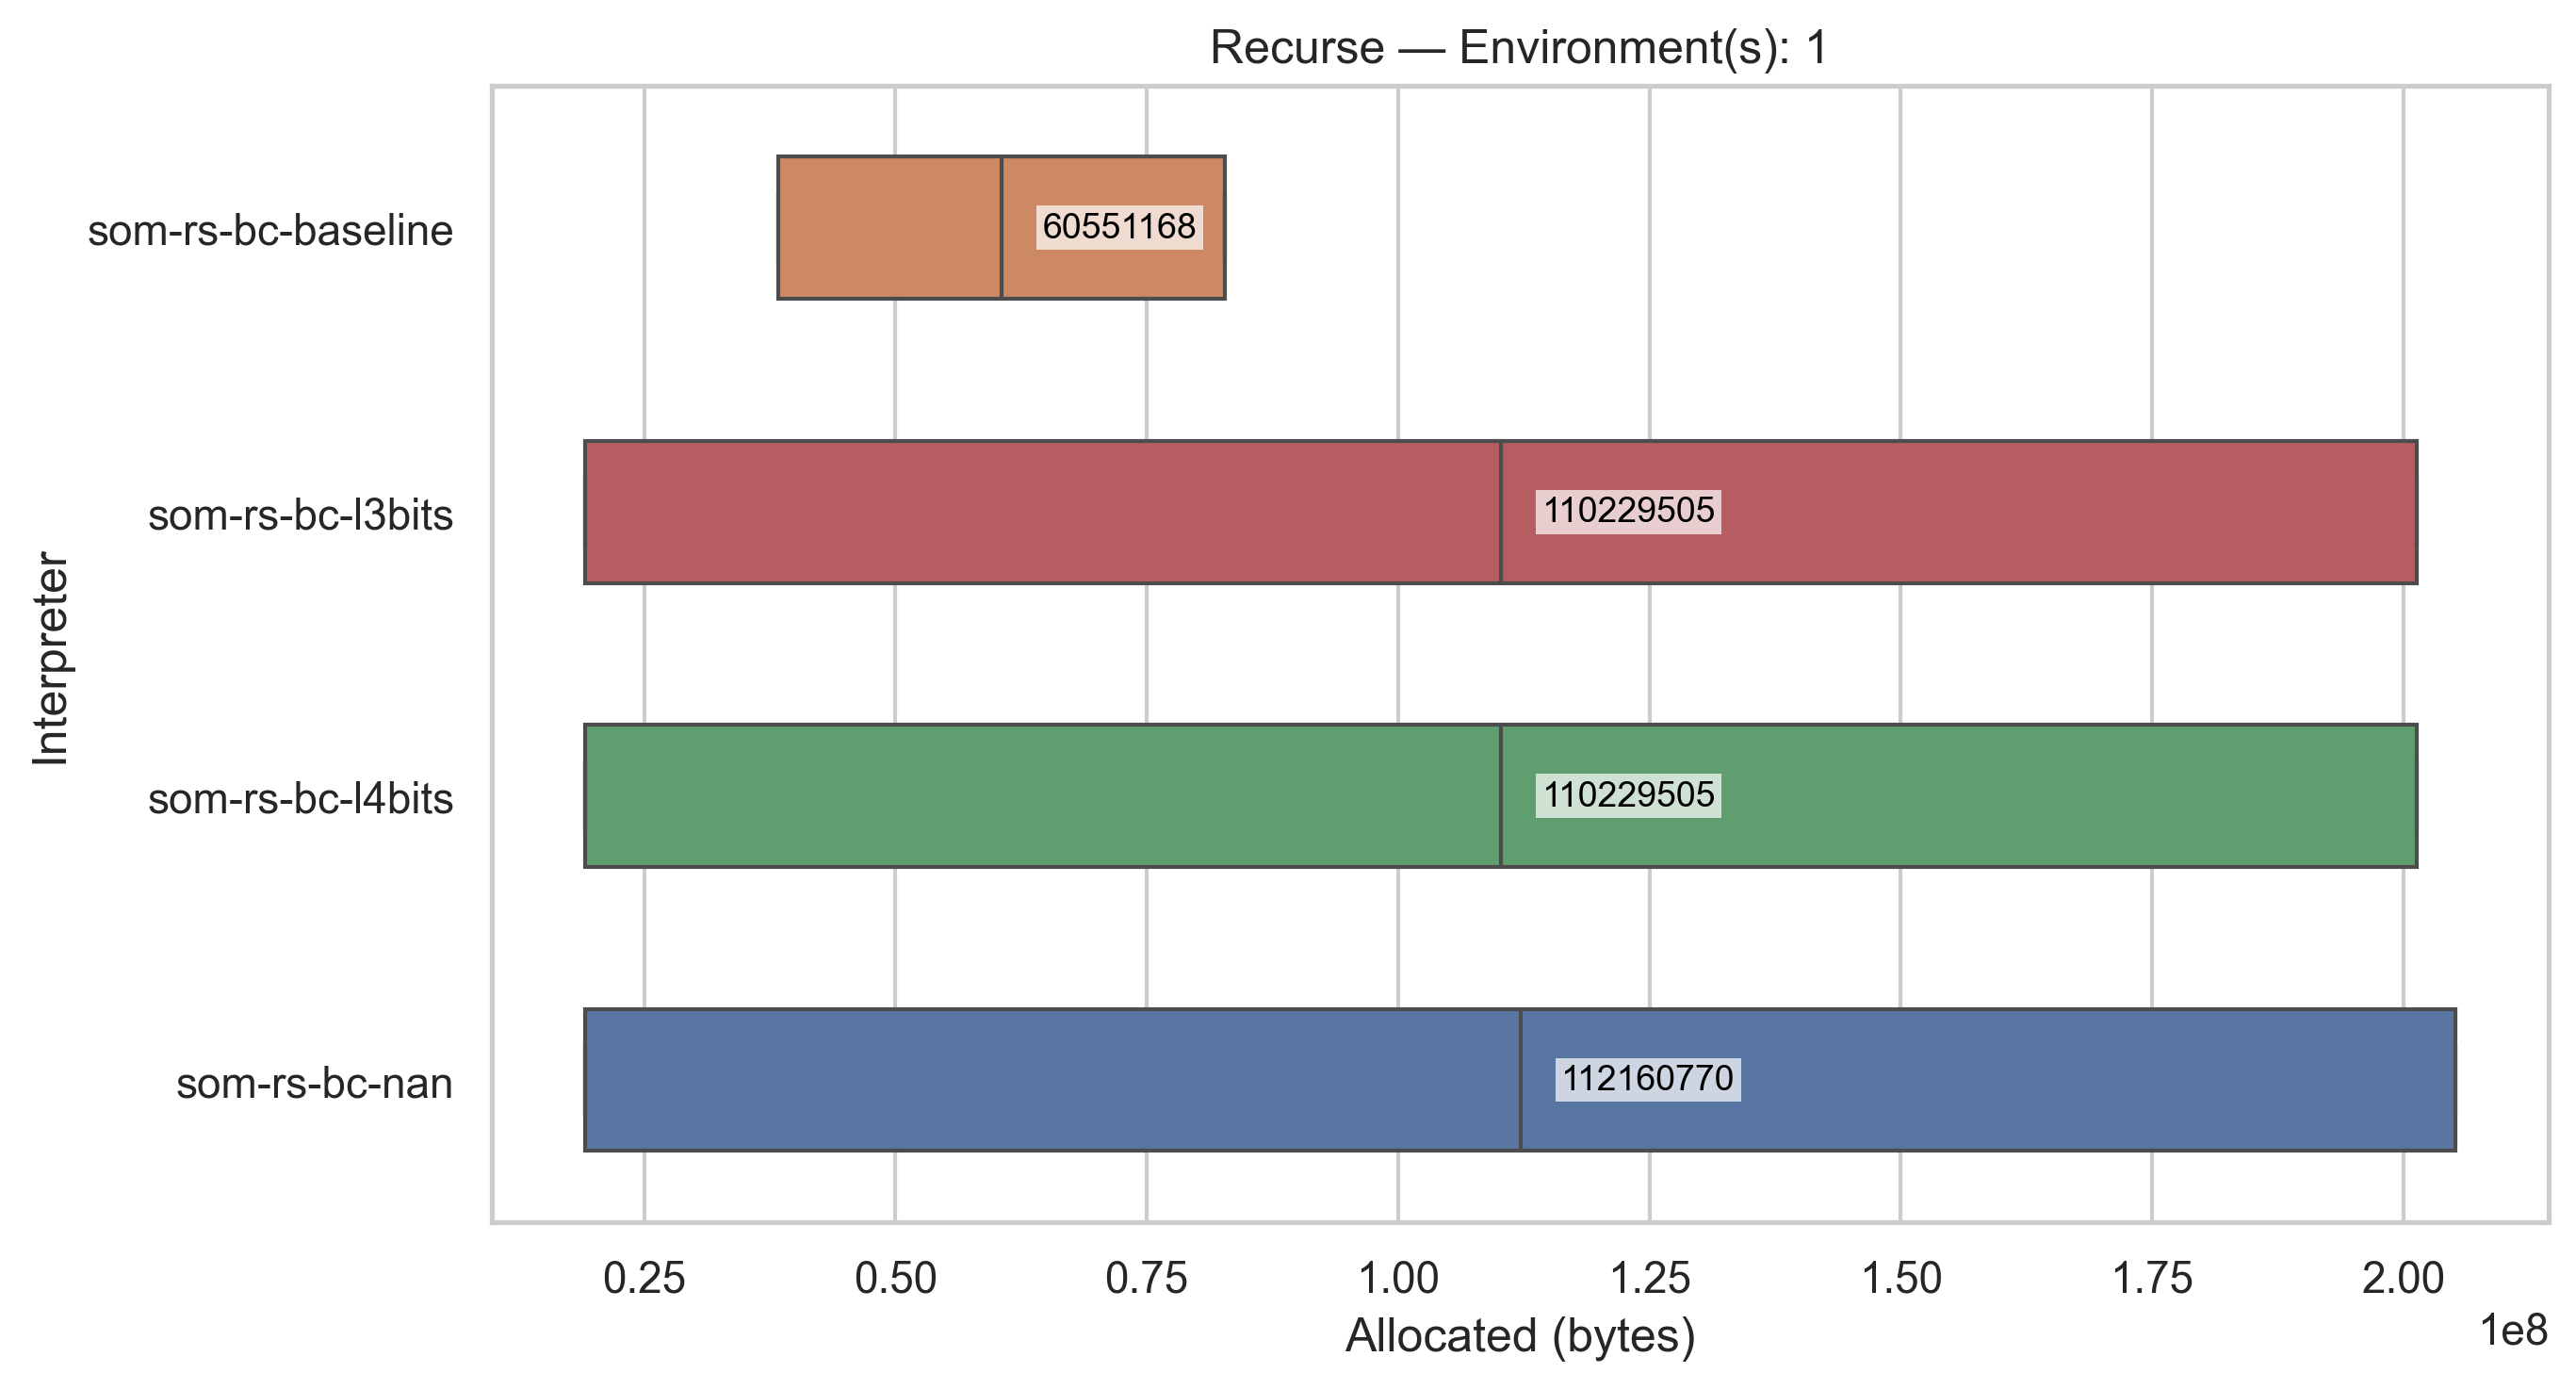 Recurse — Environment(s): 1
Interpreter
som-rs-bc-baseline
60551168
som-rs-bc-l3bits
110229505
som-rs-bc-l4bits
110229505
som-rs-bc-nan
112160770
0.25 0.50 0.75 1.00 1.25 1.50 1.75 2.00
1e8
Allocated (bytes)